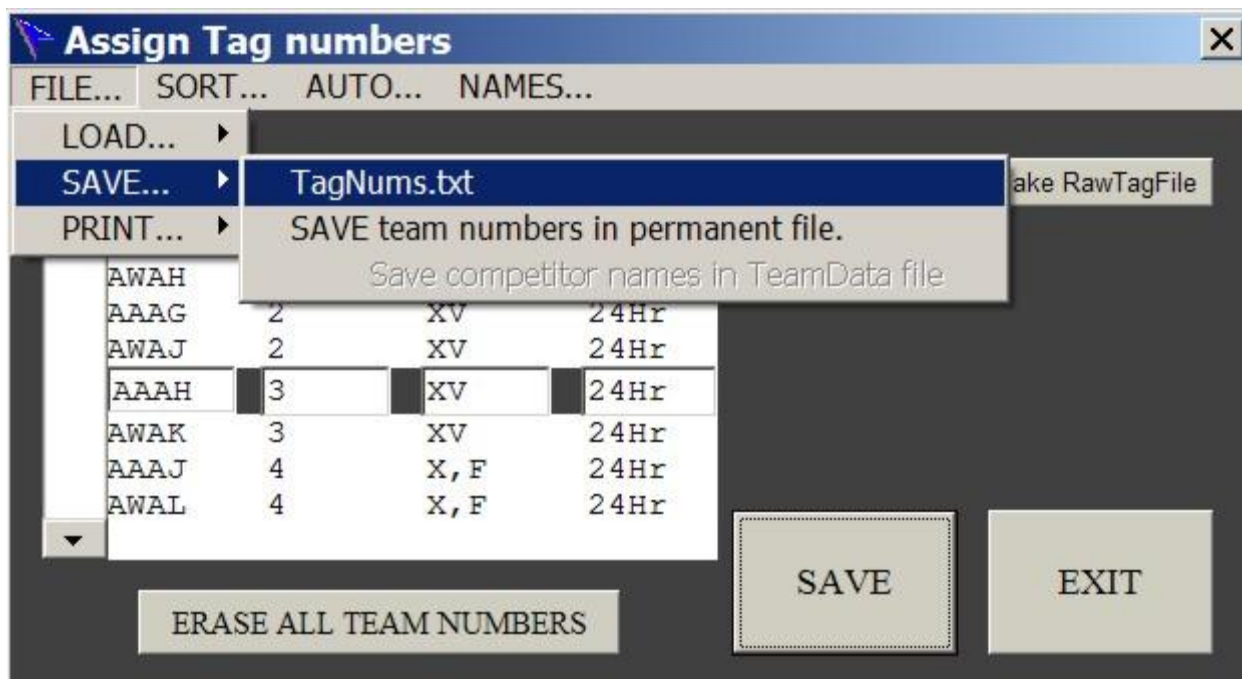 Assign Tag numbers
FILE... SORT... AUTO... NAMES...
LOAD...
SAVE... TagNums.txt ake RawTagFile
PRINT... SAVE team numbers in permanent file.
AWAH Save competitor names in TeamData file
AAAG 2 XV 24Hr
AWAJ 2 XV 24Hr
AAAH 3 XV 24Hr
AWAK 3 XV 24Hr
AAAJ 4 X,F 24Hr
AWAL 4 X,F 24Hr
SAVE EXIT
ERASE ALL TEAM NUMBERS